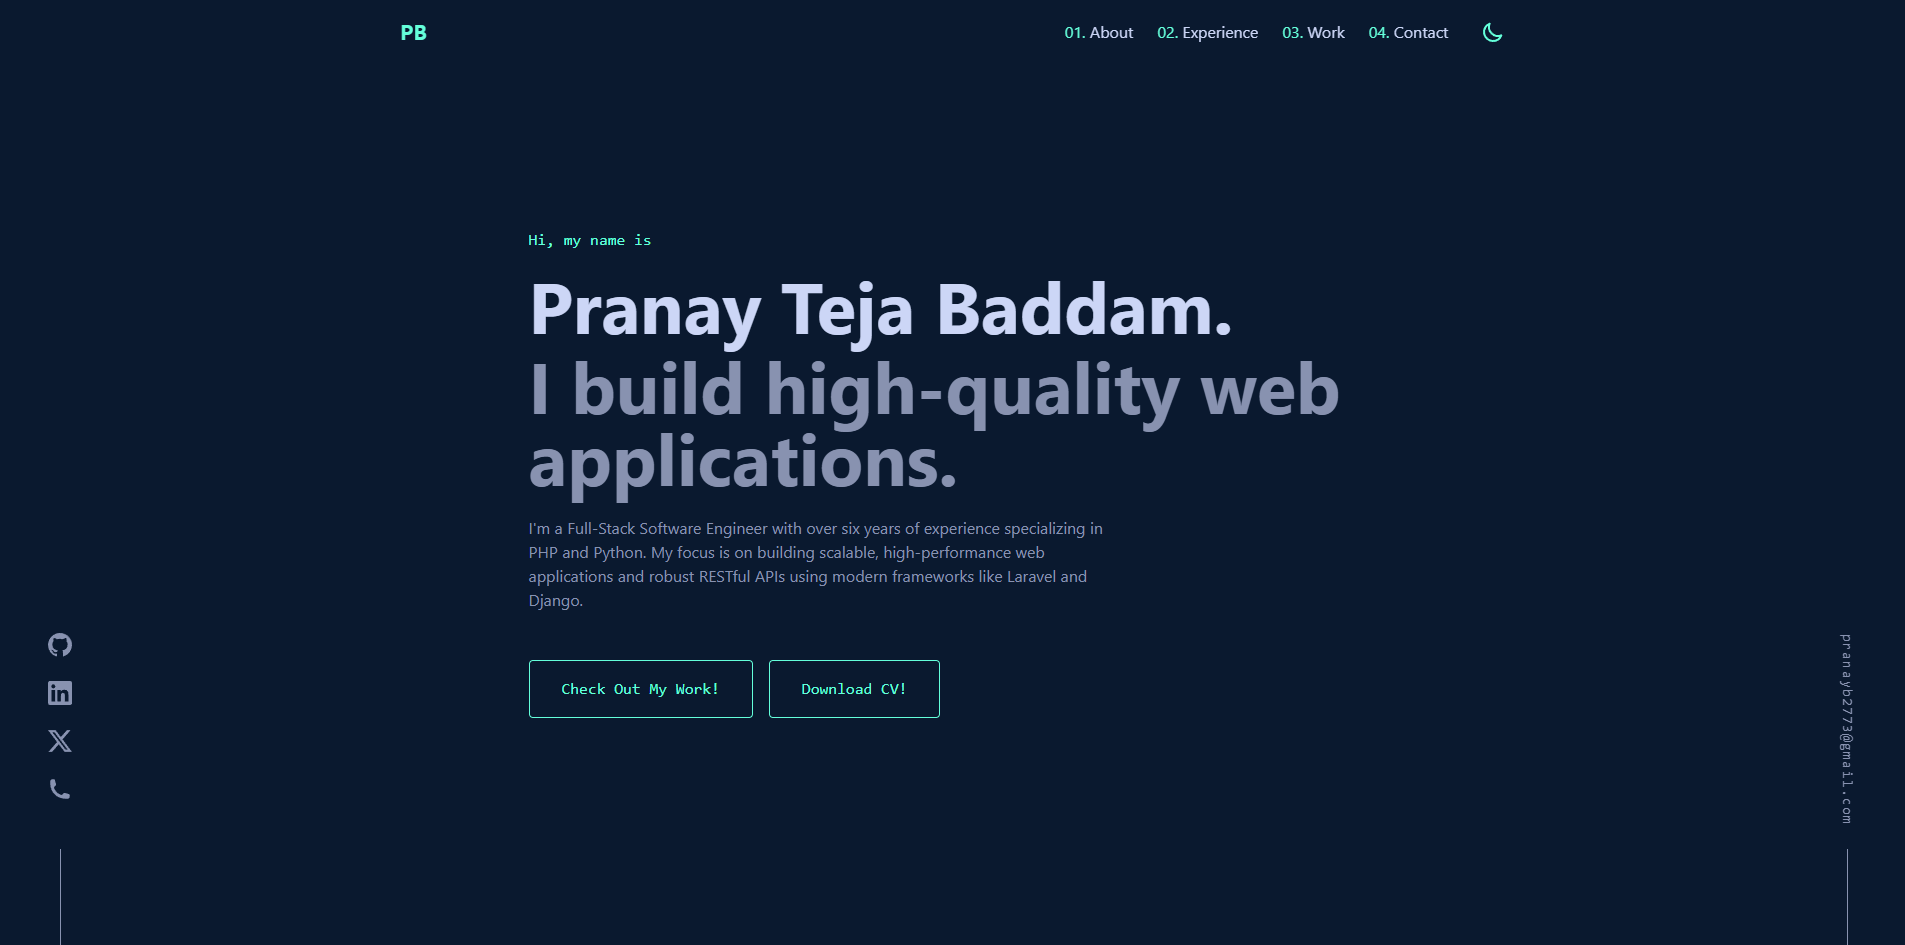 PB
01. About 02. Experience 03. Work 04. Contact
Hi, my name is
Pranay Teja Baddam.
I build high-quality web
applications.
I'm a Full-Stack Software Engineer with over six years of experience specializing in
PHP and Python. My focus is on building scalable, high-performance web
applications and robust RESTful APIs using modern frameworks like Laravel and
Django.
Check Out My Work!
Download CV!
in
pranayb2773@gmail.com